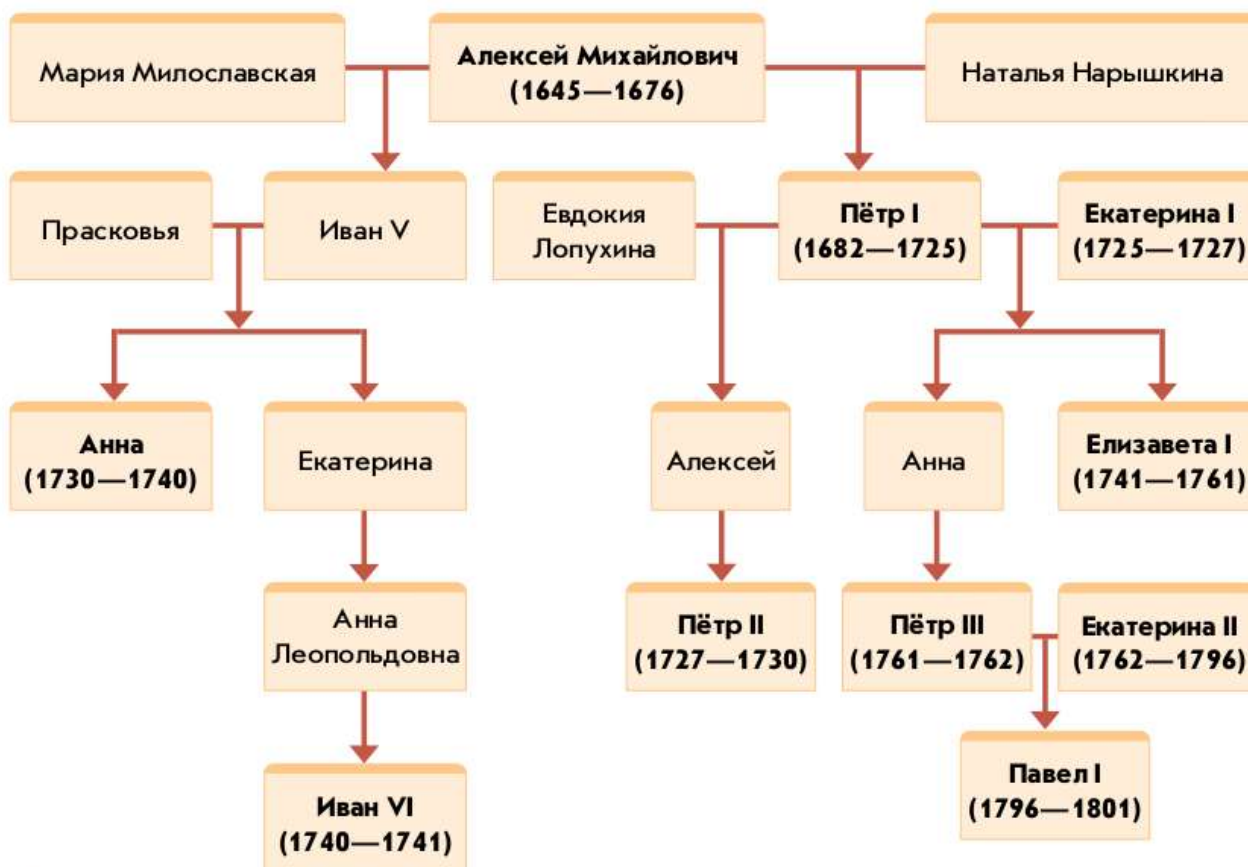 Мария Милославская
Алексей Михайлович
(1645—1676)
Наталья Нарышкина
Прасковья
Иван V
Евдокия
Лопухина
Пётр I
(1682—1725)
Екатерина I
(1725—1727)
Анна
(1730—1740)
Екатерина
Алексей
Анна
Елизавета I
(1741—1761)
Анна
Леопольдовна
Пётр II
(1727—1730)
Пётр III
(1761—1762)
Екатерина II
(1762—1796)
Иван VI
(1740—1741)
Павел I
(1796—1801)